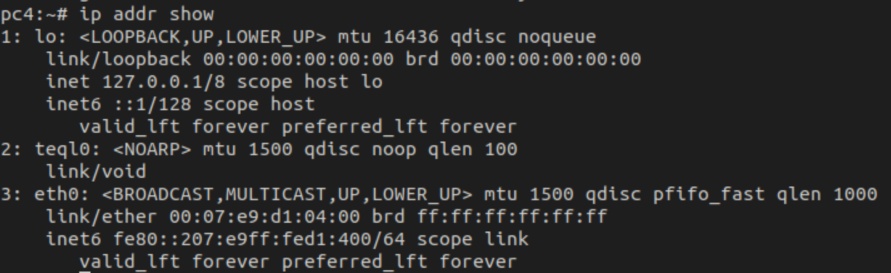 pc4:~# ip addr show
1: lo: <LOOPBACK,UP,LOWER_UP> mtu 16436 qdisc noqueue
    link/loopback 00:00:00:00:00:00 brd 00:00:00:00:00:00
    inet 127.0.0.1/8 scope host lo
    inet6 ::1/128 scope host
       valid_lft forever preferred_lft forever
2: teql0: <NOARP> mtu 1500 qdisc noop qlen 100
    link/void
3: eth0: <BROADCAST,MULTICAST,UP,LOWER_UP> mtu 1500 qdisc pfifo_fast qlen 1000
    link/ether 00:07:e9:d1:04:00 brd ff:ff:ff:ff:ff:ff
    inet6 fe80::207:e9ff:fed1:400/64 scope link
       valid_lft forever preferred_lft forever